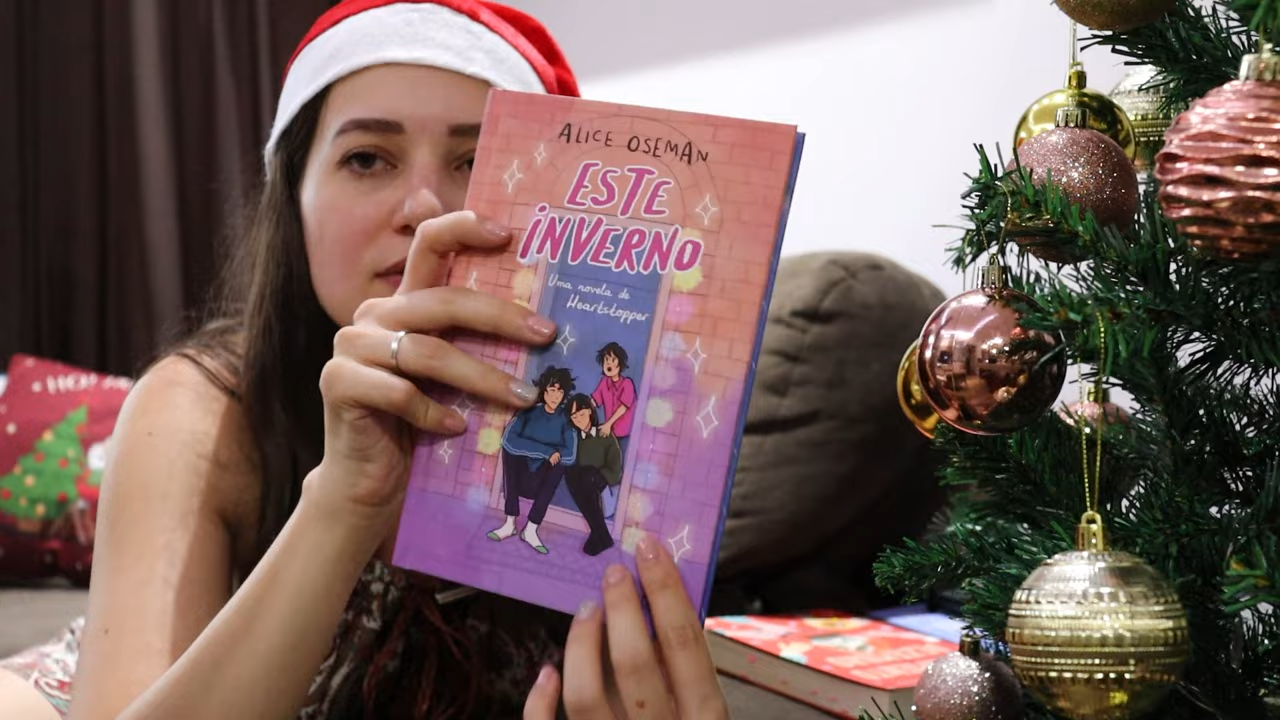 ALICE OSEMAN
ESTE
INVERNO
Uma novela de
Heartstopper